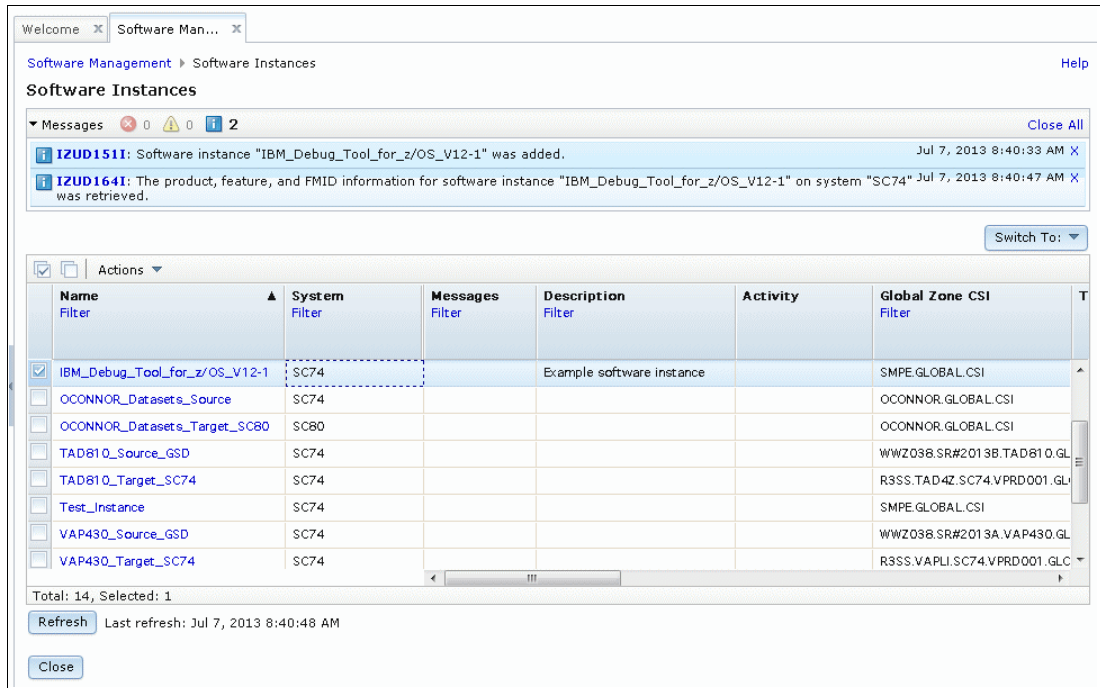 Welcome X Software Man... X
Software Management Software Instances Help
Software Instances
Messages 0 0 2 Close All
IZUD151I: Software instance "IBM_Debug_Tool_for_z/OS_V12-1" was added. Jul 7, 2013 8:40:33 AM X
IZUD164I: The product, feature, and FMID information for software instance "IBM_Debug_Tool_for_z/OS_V12-1" on system "SC74" Jul 7, 2013 8:40:47 AM X
was retrieved.
Switch To:
Actions
Name System Messages Description Activity Global Zone CSI T
Filter Filter Filter Filter Filter
IBM_Debug_Tool_for_z/OS_V12-1 SC74 Example software instance SMPE.GLOBAL.CSI
OCONNOR_Datasets_Source SC74 OCONNOR.GLOBAL.CSI
OCONNOR_Datasets_Target_SC80 SC80 OCONNOR.GLOBAL.CSI
TAD810_Source_GSD SC74 WWZ038.SR#2013B.TAD810.GL
TAD810_Target_SC74 SC74 R3SS.TAD4Z.SC74.VPRD001.GL
Test_Instance SC74 SMPE.GLOBAL.CSI
VAP430_Source_GSD SC74 WWZ038.SR#2013A.VAP430.GL
VAP430_Target_SC74 SC74 R3SS.VAPLI.SC74.VPRD001.GLC
Total: 14, Selected: 1
Refresh Last refresh: Jul 7, 2013 8:40:48 AM
Close